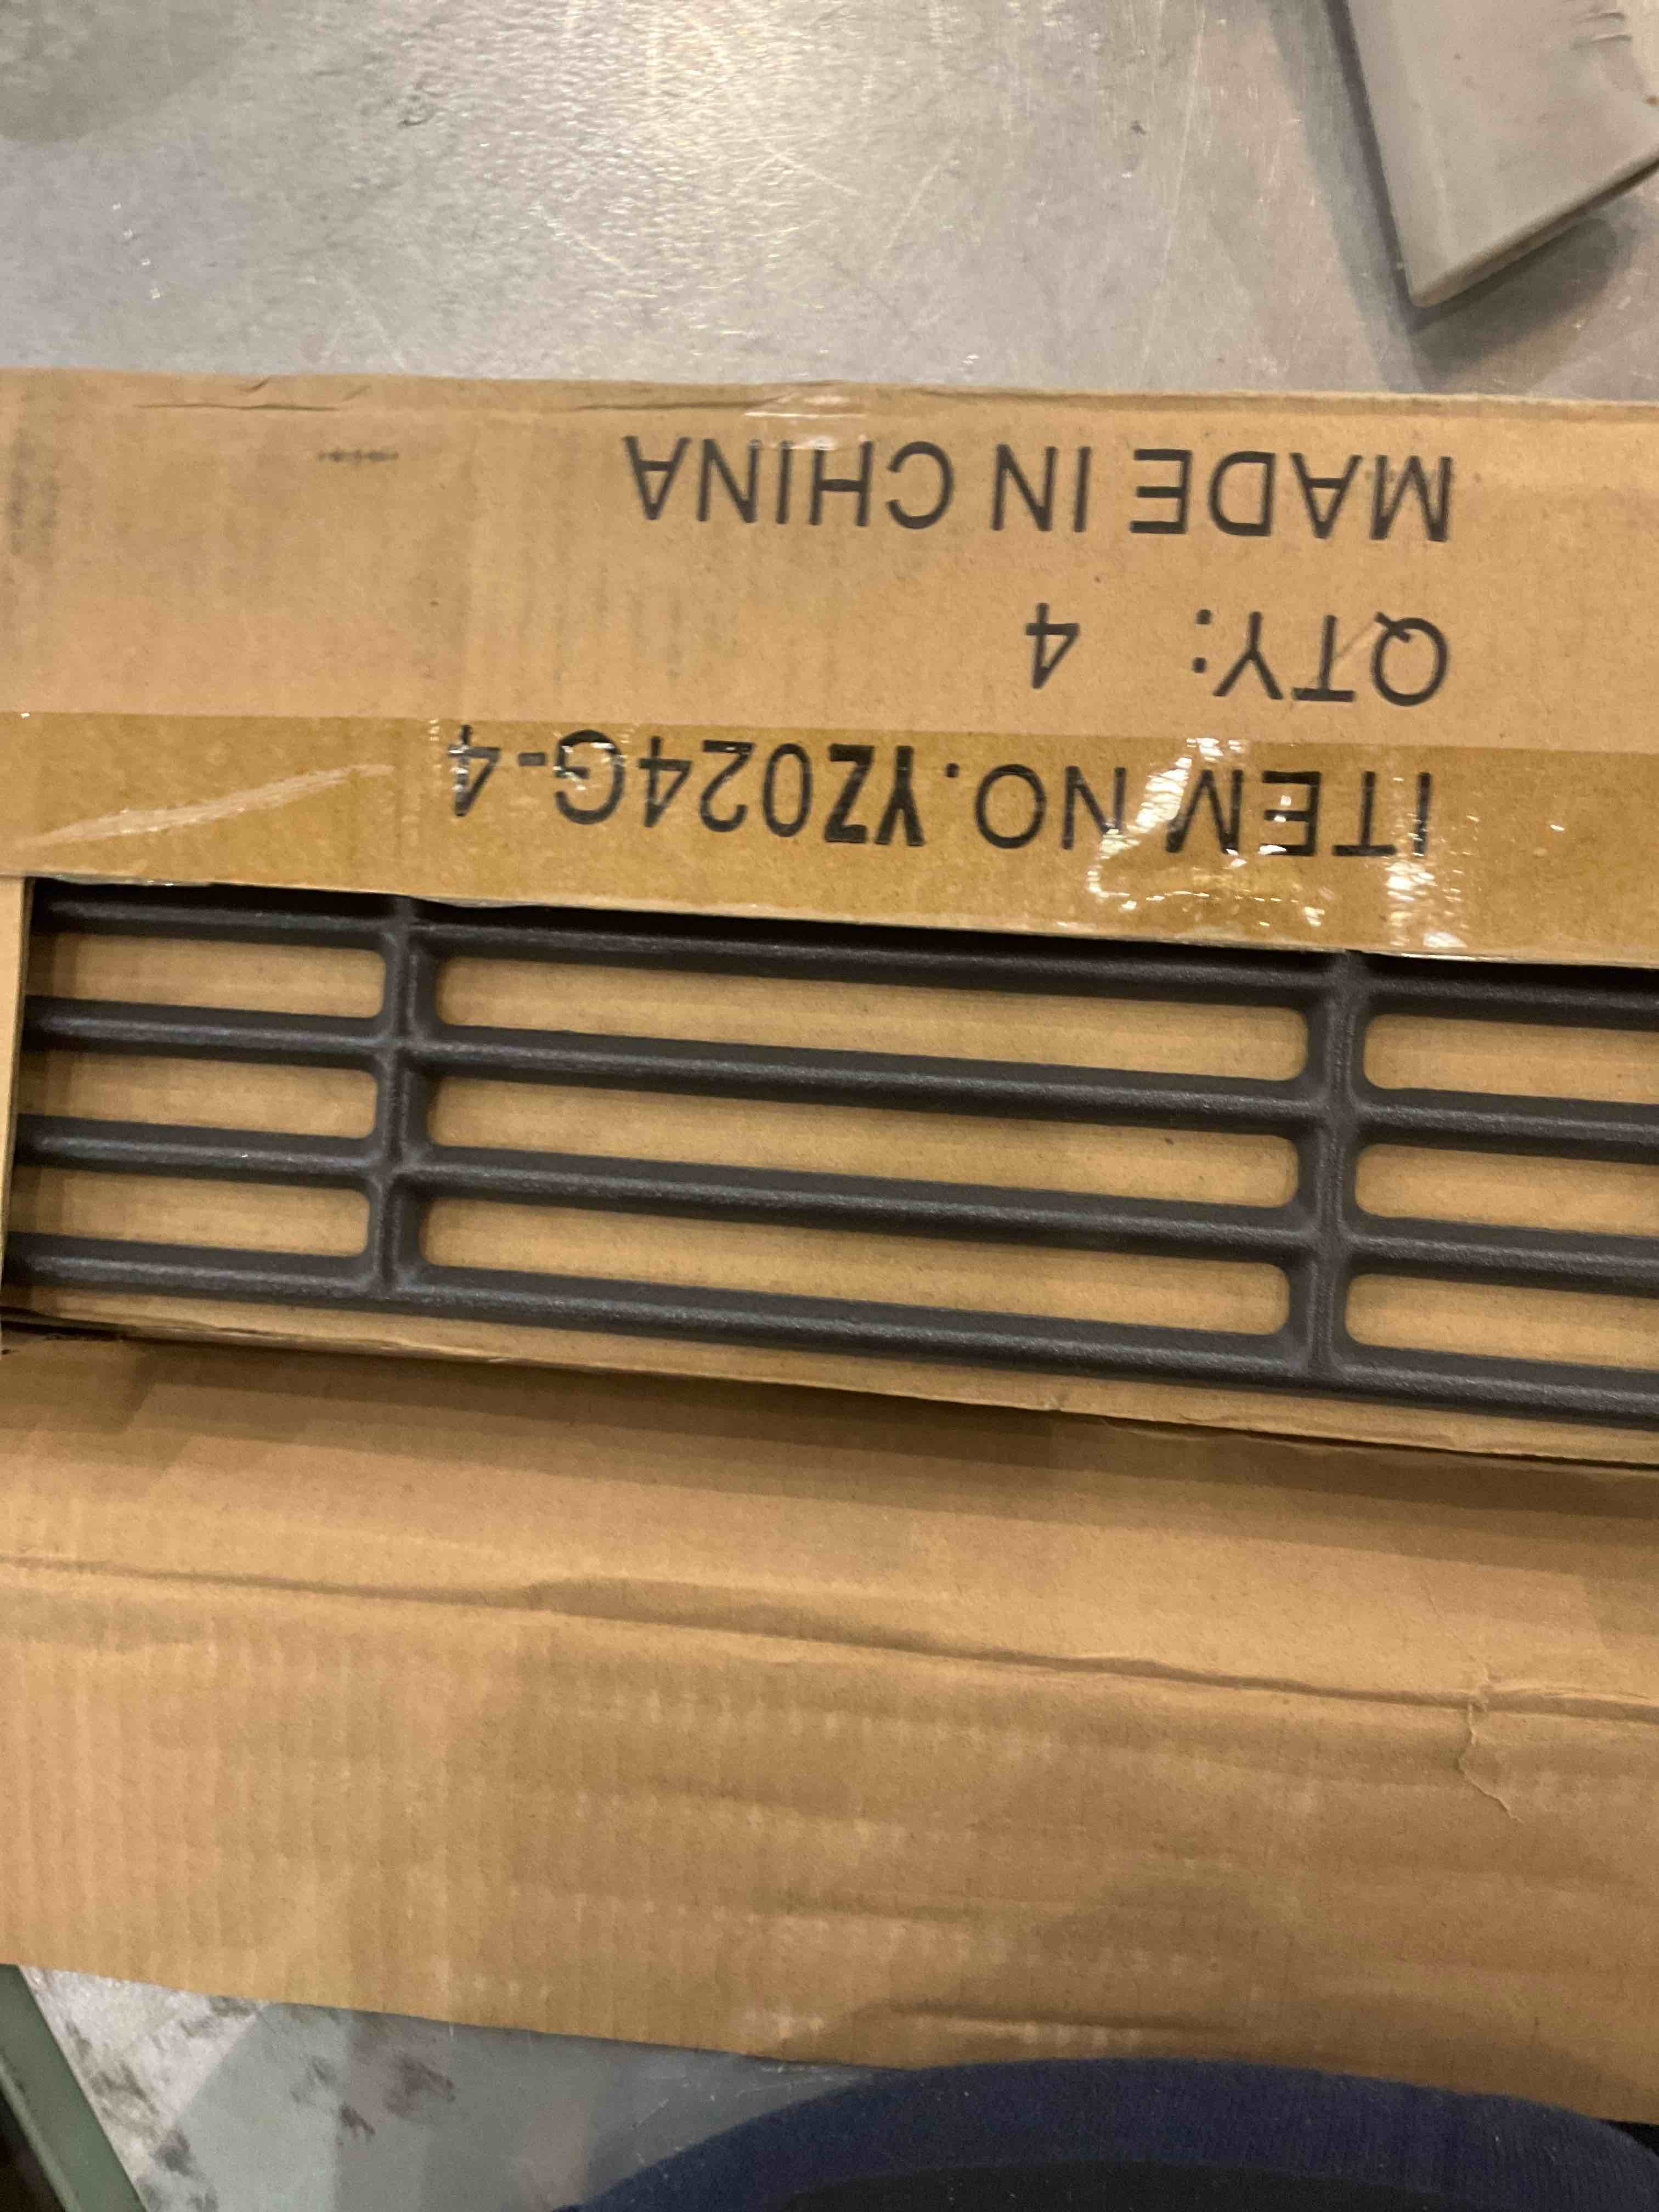 ITEM NO. YZ024G-4
QTY: 4
MADE IN CHINA